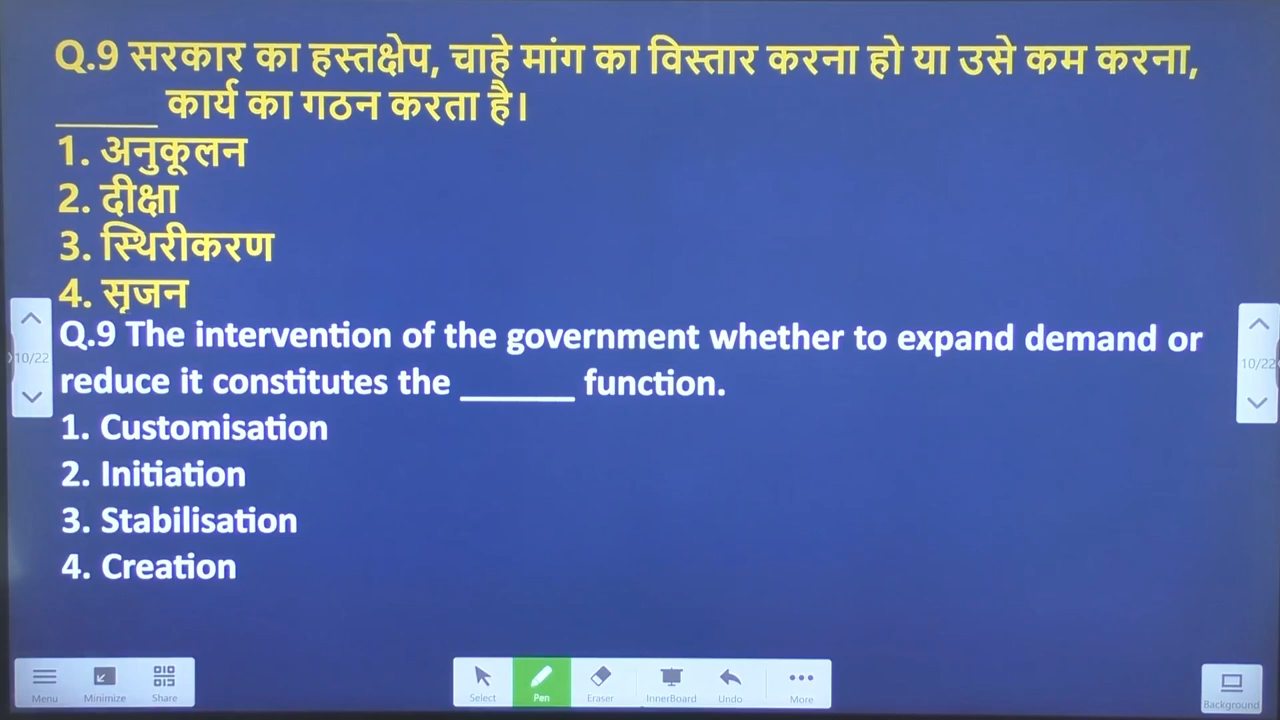 Q.9 सरकार का हस्तक्षेप, चाहे मांग का विस्तार करना हो या उसे कम करना,
______ कार्य का गठन करता है।
1. अनुकूलन
2. दीक्षा
3. स्थिरीकरण
4. सृजन
Q.9 The intervention of the government whether to expand demand or
reduce it constitutes the ______ function.
1. Customisation
2. Initiation
3. Stabilisation
4. Creation
10/22
10/22
Menu Minimize Share Select Pen Eraser InnerBoard Undo More Background